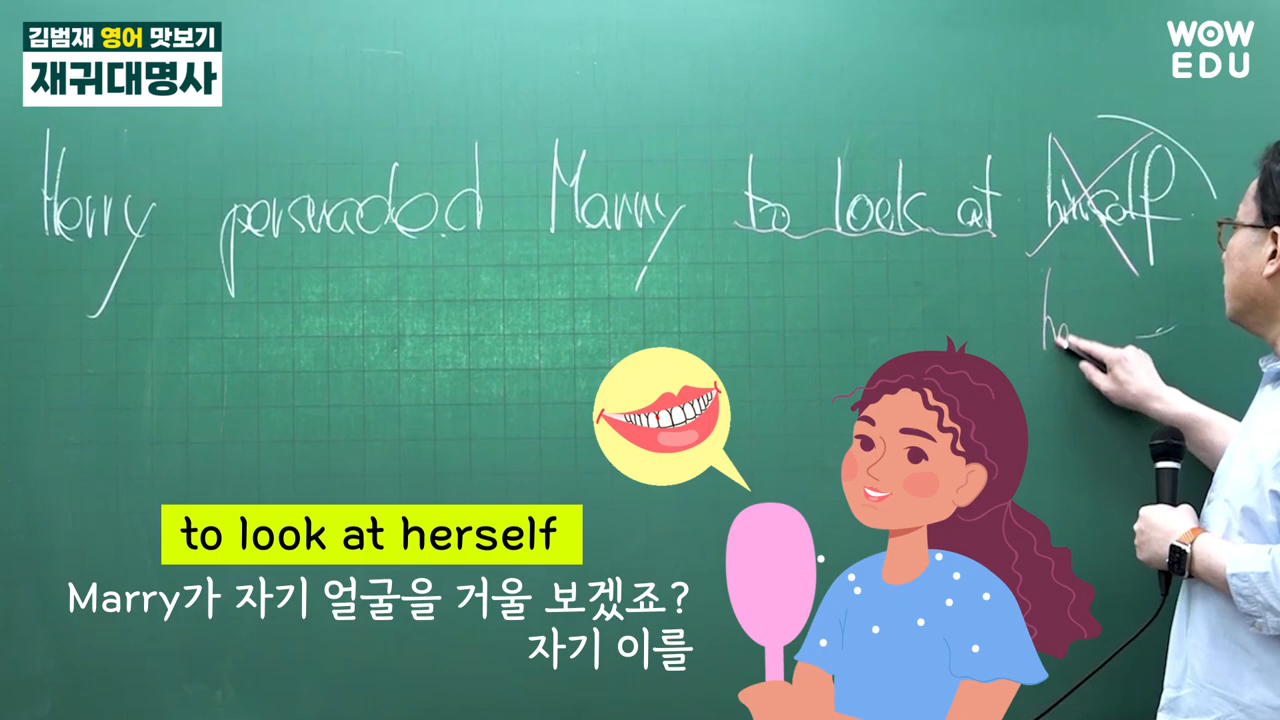 김범재 영어 맛보기
재귀대명사
WOW
EDU
Harry persuaded Marry to look at himself.
he
to look at herself
Marry가 자기 얼굴을 거울 보겠죠?
자기 이를